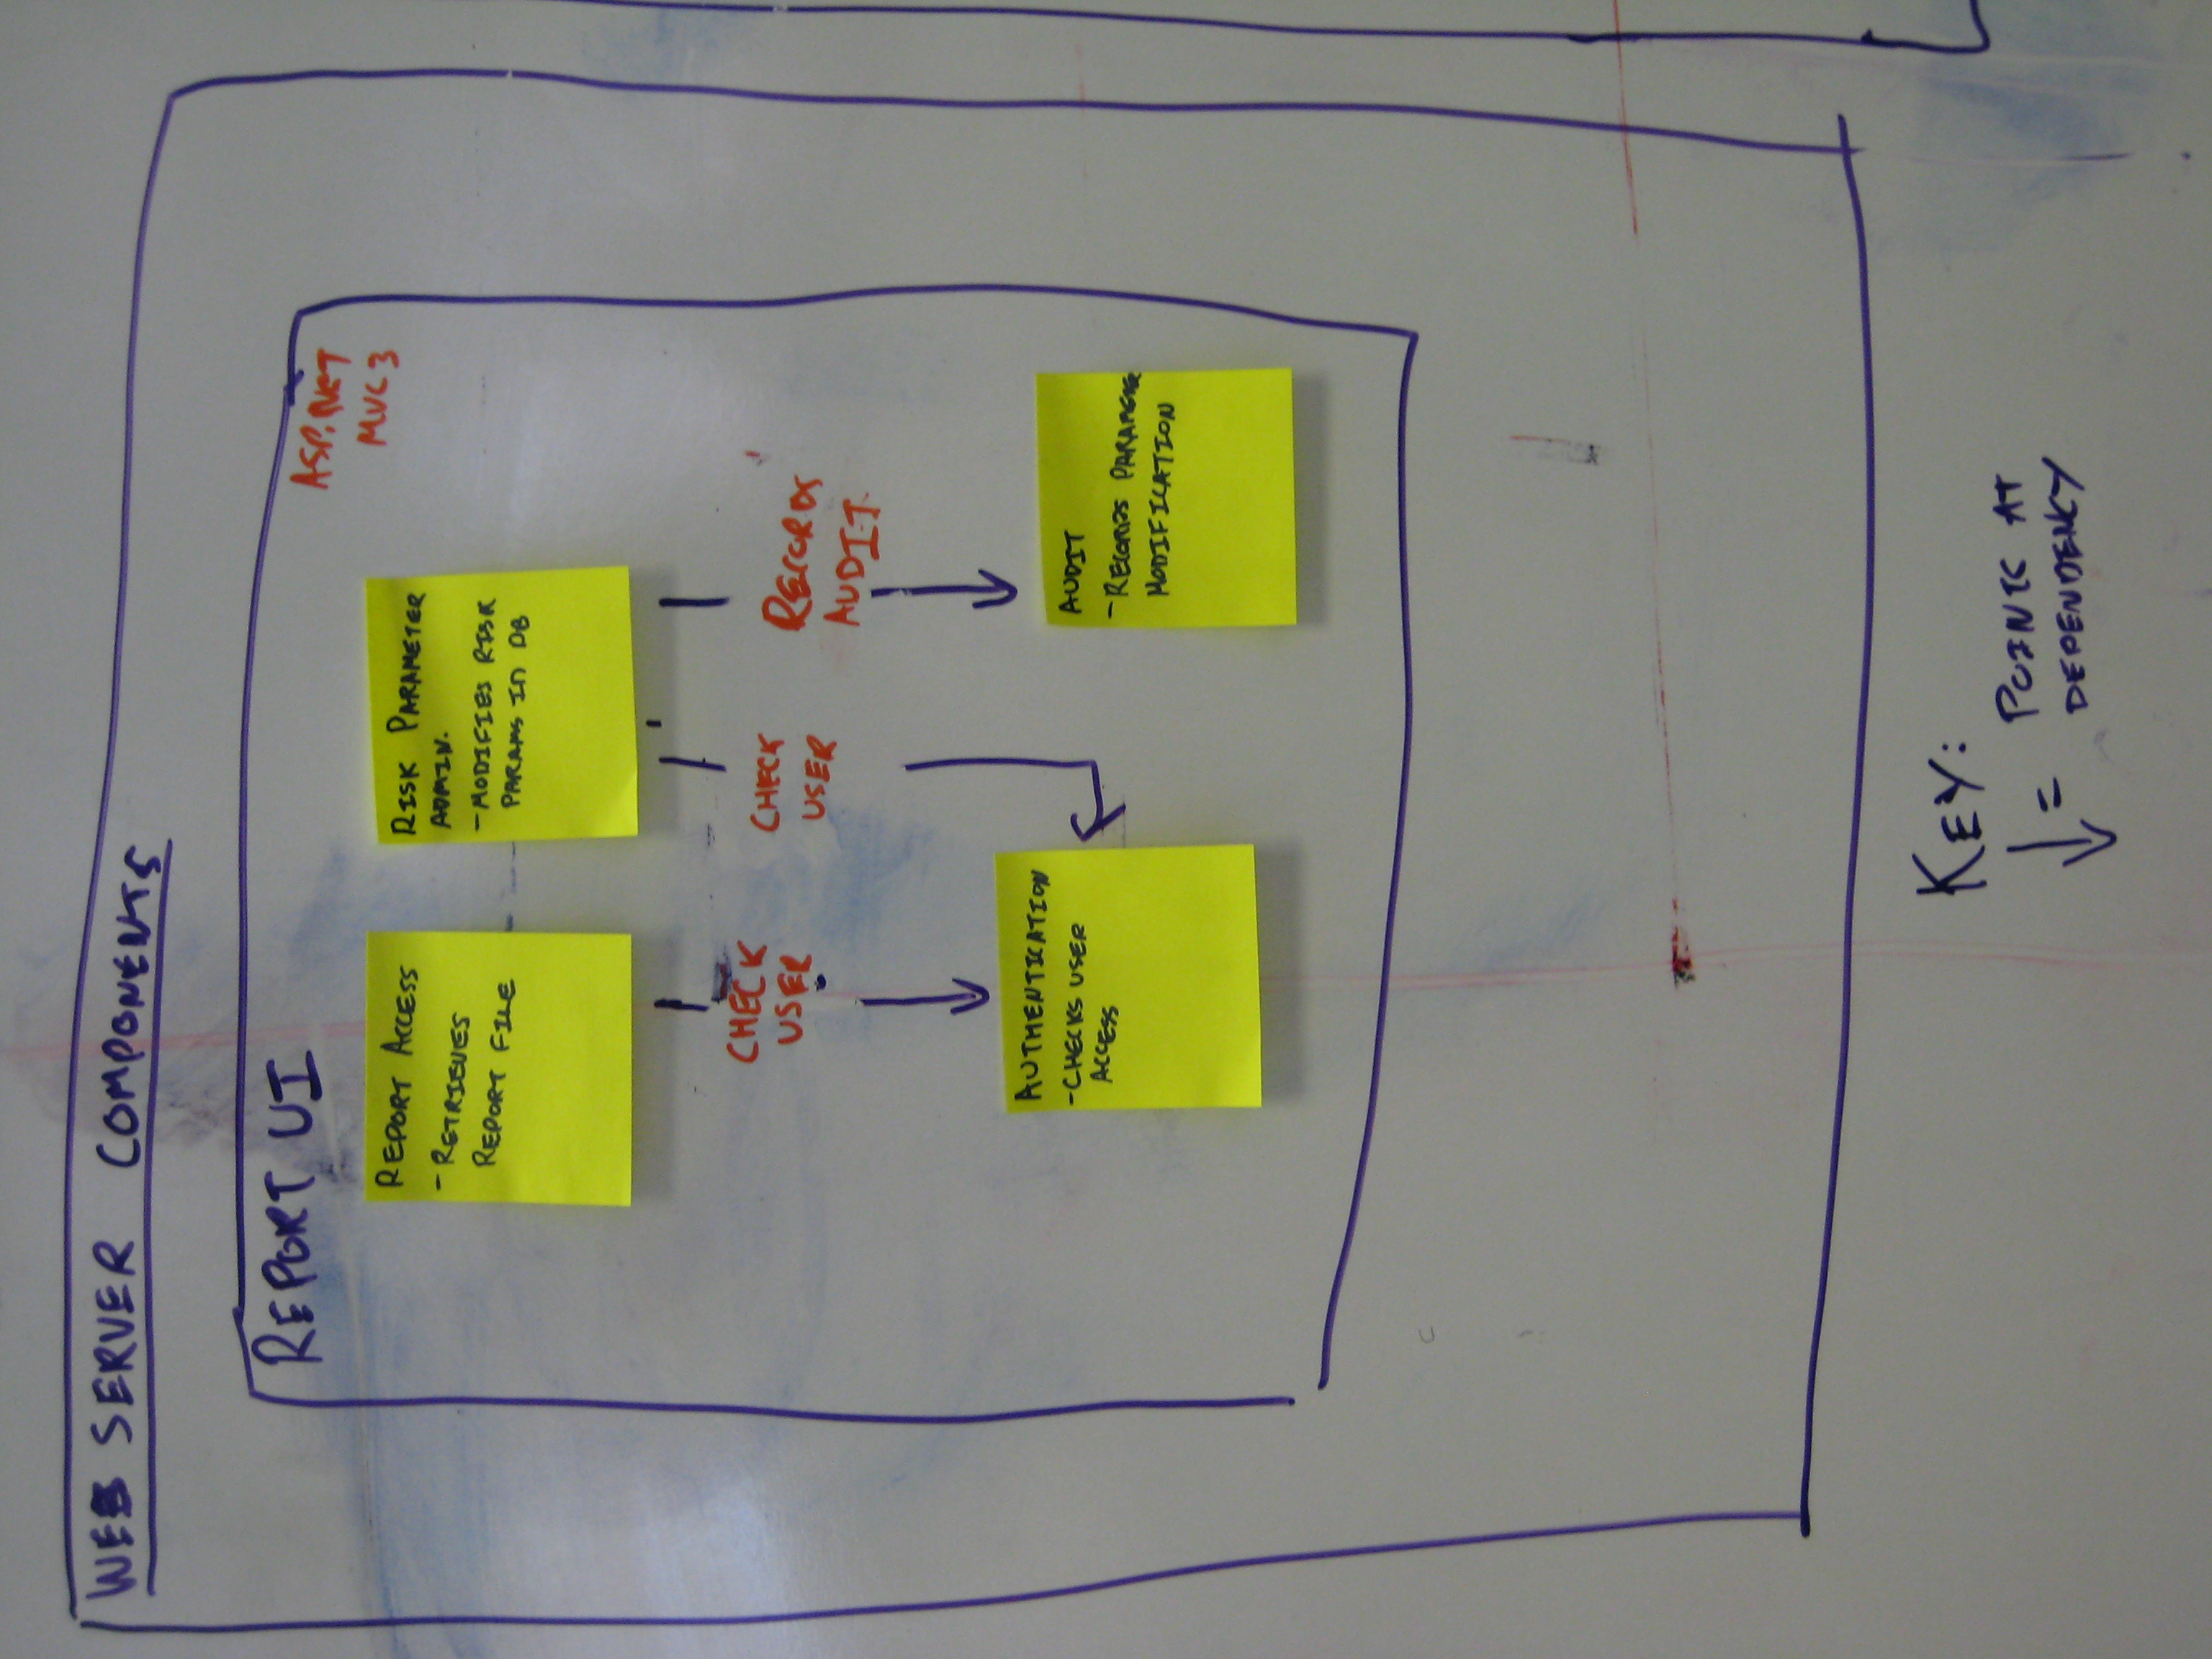 WEB SERVER COMPONENTS
REPORT UI
ASP.NET
MVC 3
REPORT ACCESS
- RETRIEVES
REPORT FILE
RISK PARAMETER
ADMIN.
- MODIFIES RISK
PARAMS IN DB
CHECK
USER
CHECK
USER
RECORDS
AUDIT
AUTHENTICATION
- CHECKS USER
ACCESS
AUDIT
- RECORDS PARAMETER
MODIFICATION
KEY:
= POINTS AT
DEPENDENCY